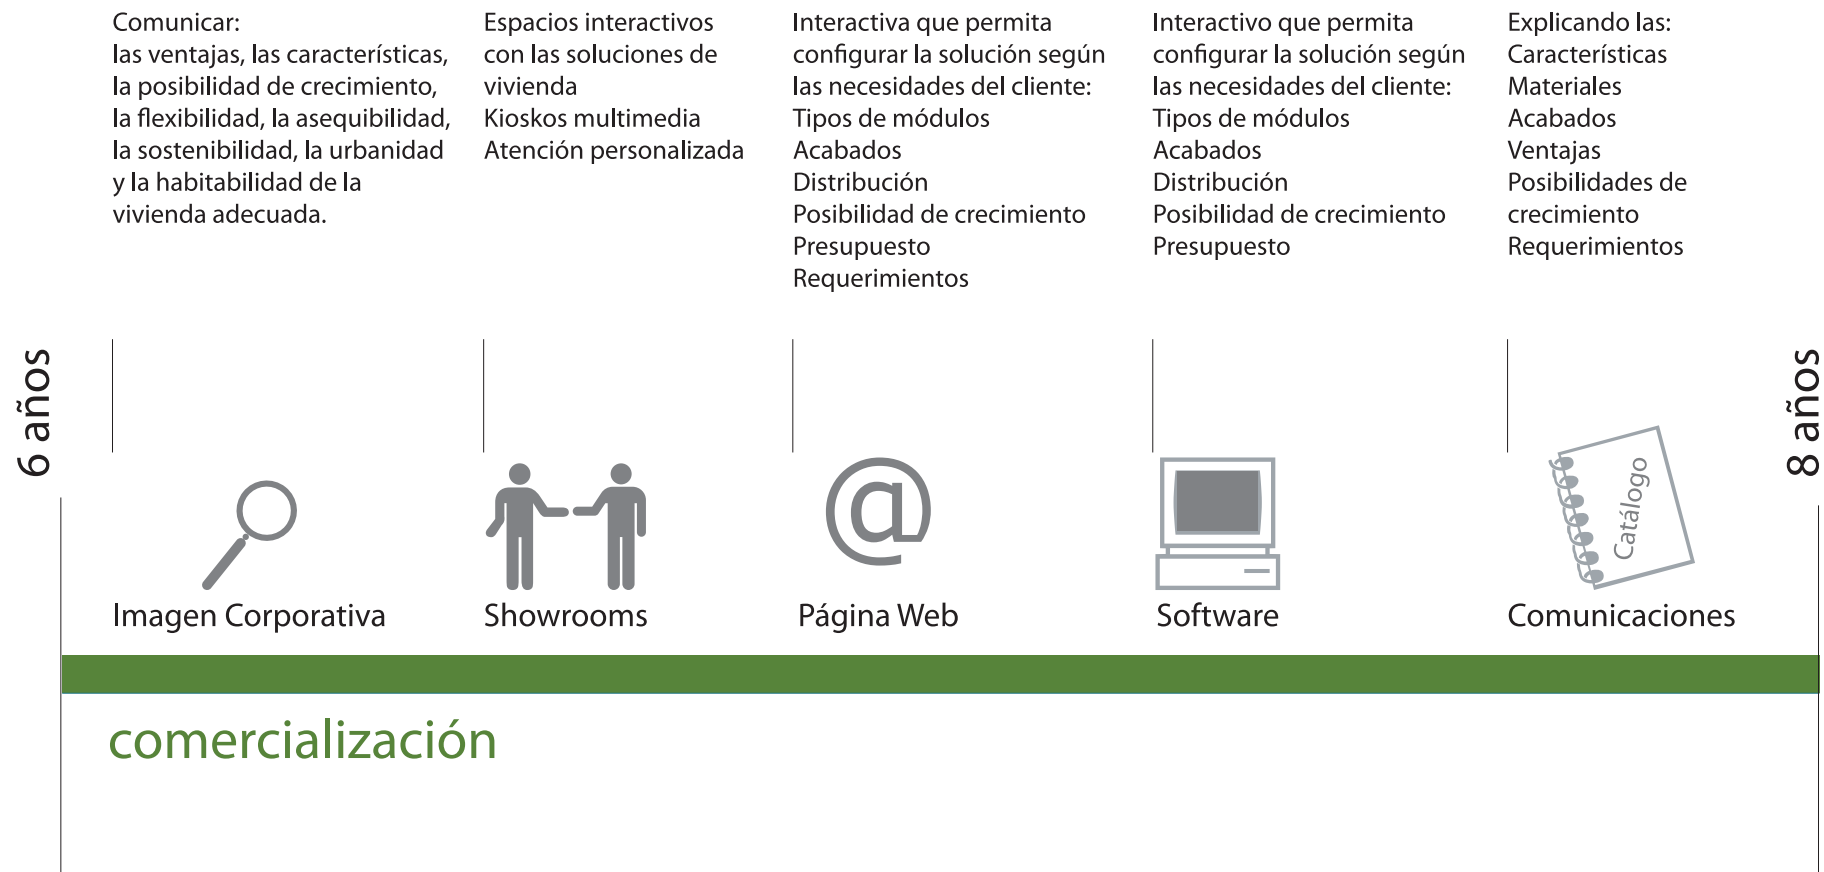 Comunicar:
las ventajas, las características,
la posibilidad de crecimiento,
la flexibilidad, la asequibilidad,
la sostenibilidad, la urbanidad
y la habitabilidad de la
vivienda adecuada.
Espacios interactivos
con las soluciones de
vivienda
Kioskos multimedia
Atención personalizada
Interactiva que permita
configurar la solución según
las necesidades del cliente:
Tipos de módulos
Acabados
Distribución
Posibilidad de crecimiento
Presupuesto
Requerimientos
Interactivo que permita
configurar la solución según
las necesidades del cliente:
Tipos de módulos
Acabados
Distribución
Posibilidad de crecimiento
Presupuesto
Explicando las:
Características
Materiales
Acabados
Ventajas
Posibilidades de
crecimiento
Requerimientos
6 años
8 años
@
Catálogo
Imagen Corporativa
Showrooms
Página Web
Software
Comunicaciones
comercialización